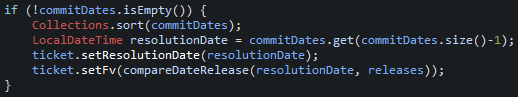 if (!commitDates.isEmpty()) {
    Collections.sort(commitDates);
    LocalDateTime resolutionDate = commitDates.get(commitDates.size()-1);
    ticket.setResolutionDate(resolutionDate);
    ticket.setFv(compareDateRelease(resolutionDate, releases));
}